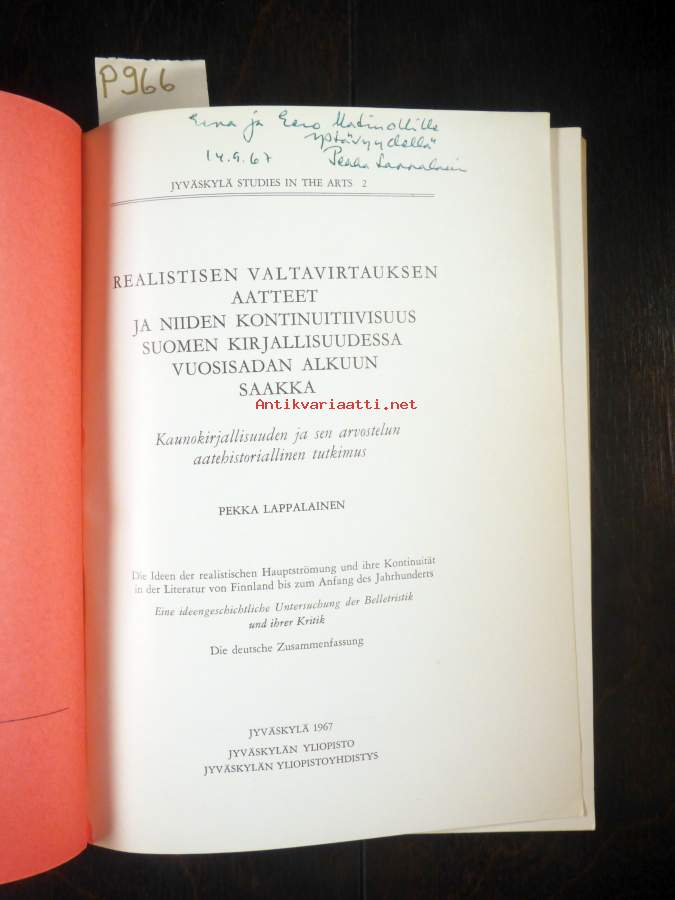 P966
Erna ja Eero Matinollille
ystävyydellä
14.9.67 Pekka Lappalainen
JYVÄSKYLÄ STUDIES IN THE ARTS 2
REALISTISEN VALTAVIRTAUKSEN
AATTEET
JA NIIDEN KONTINUITIIVISUUS
SUOMEN KIRJALLISUUDESSA
VUOSISADAN ALKUUN
SAAKKA
Antikvariaatti.net
Kaunokirjallisuuden ja sen arvostelun
aatehistoriallinen tutkimus
PEKKA LAPPALAINEN
Die Ideen der realistischen Hauptströmung und ihre Kontinuität
in der Literatur von Finnland bis zum Anfang des Jahrhunderts
Eine ideengeschichtliche Untersuchung der Belletristik
und ihrer Kritik
Die deutsche Zusammenfassung
JYVÄSKYLÄ 1967
JYVÄSKYLÄN YLIOPISTO
JYVÄSKYLÄN YLIOPISTOYHDISTYS